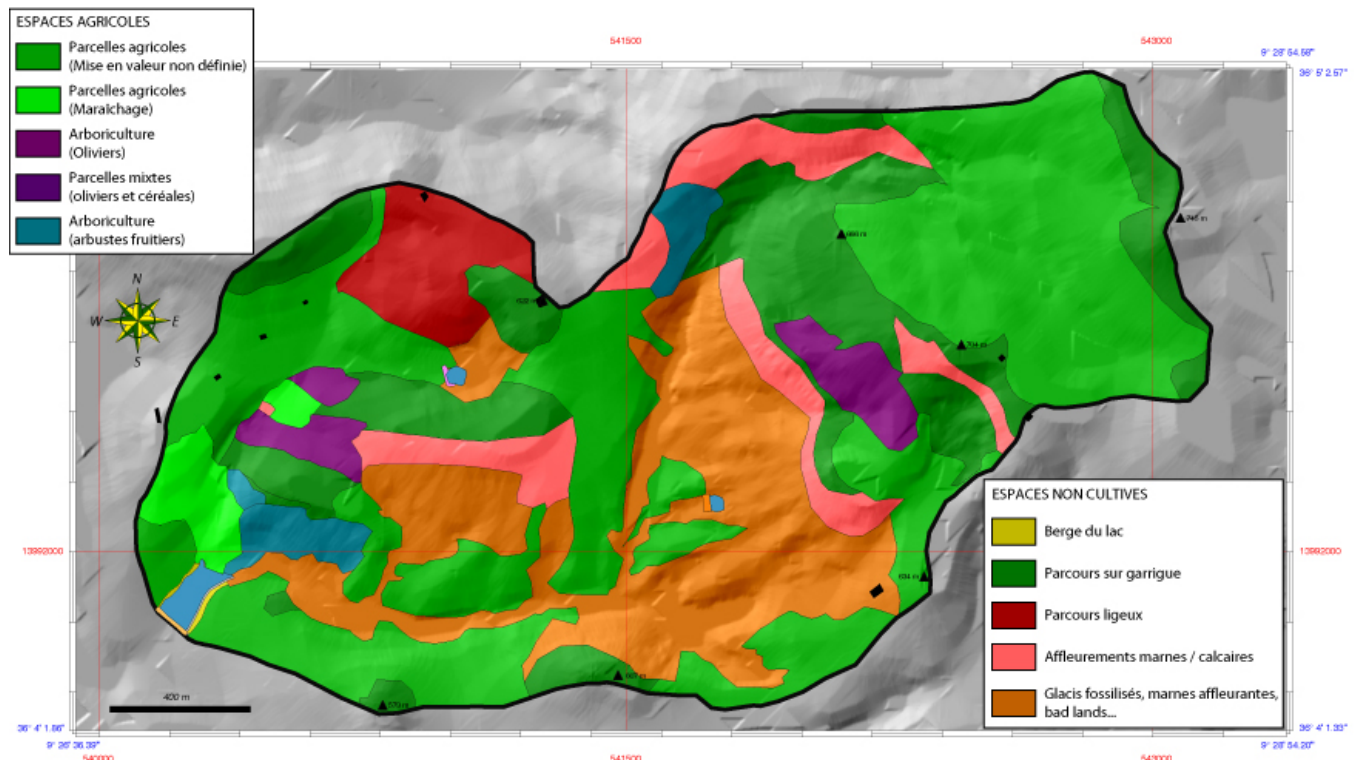 ESPACES AGRICOLES
Parcelles agricoles
(Mise en valeur non définie)
Parcelles agricoles
(Maraîchage)
Arboriculture
(Oliviers)
Parcelles mixtes
(oliviers et céréales)
Arboriculture
(arbustes fruitiers)
541500
543000
9° 28' 54.58"
36° 5' 2.57"
N
W
E
S
794 m
13992000
13992000
634 m
400 m
36° 4' 1.86"
9° 26' 36.39"
540000
541500
543000
36° 4' 1.33"
9° 28' 54.20"
ESPACES NON CULTIVES
Berge du lac
Parcours sur garrigue
Parcours ligeux
Affleurements marnes / calcaires
Glacis fossilisés, marnes affleurantes,
bad lands...